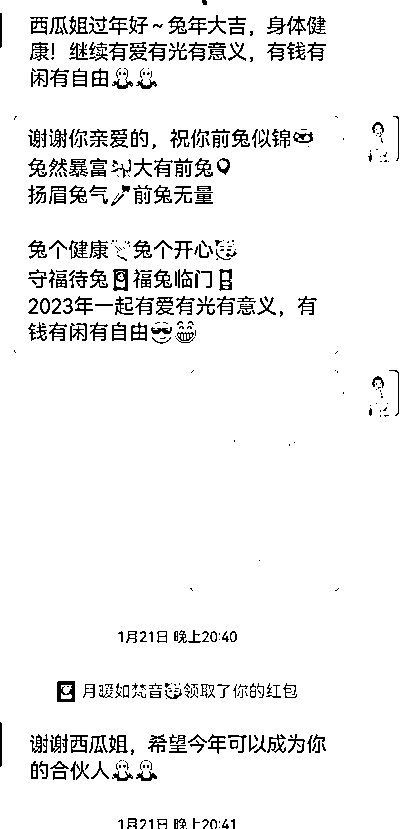 西瓜姐过年好～兔年大吉，身体健
康！继续有爱有光有意义，有钱有
闲有自由
谢谢你亲爱的，祝你前兔似锦
兔然暴富大有前兔
扬眉兔气前兔无量
兔个健康兔个开心
守福待兔福兔临门
2023年一起有爱有光有意义，有
钱有闲有自由😎😁
1月21日 晚上20:40
月暖如梵音领取了你的红包
谢谢西瓜姐，希望今年可以成为你
的合伙人
1月21日 晚上20:41